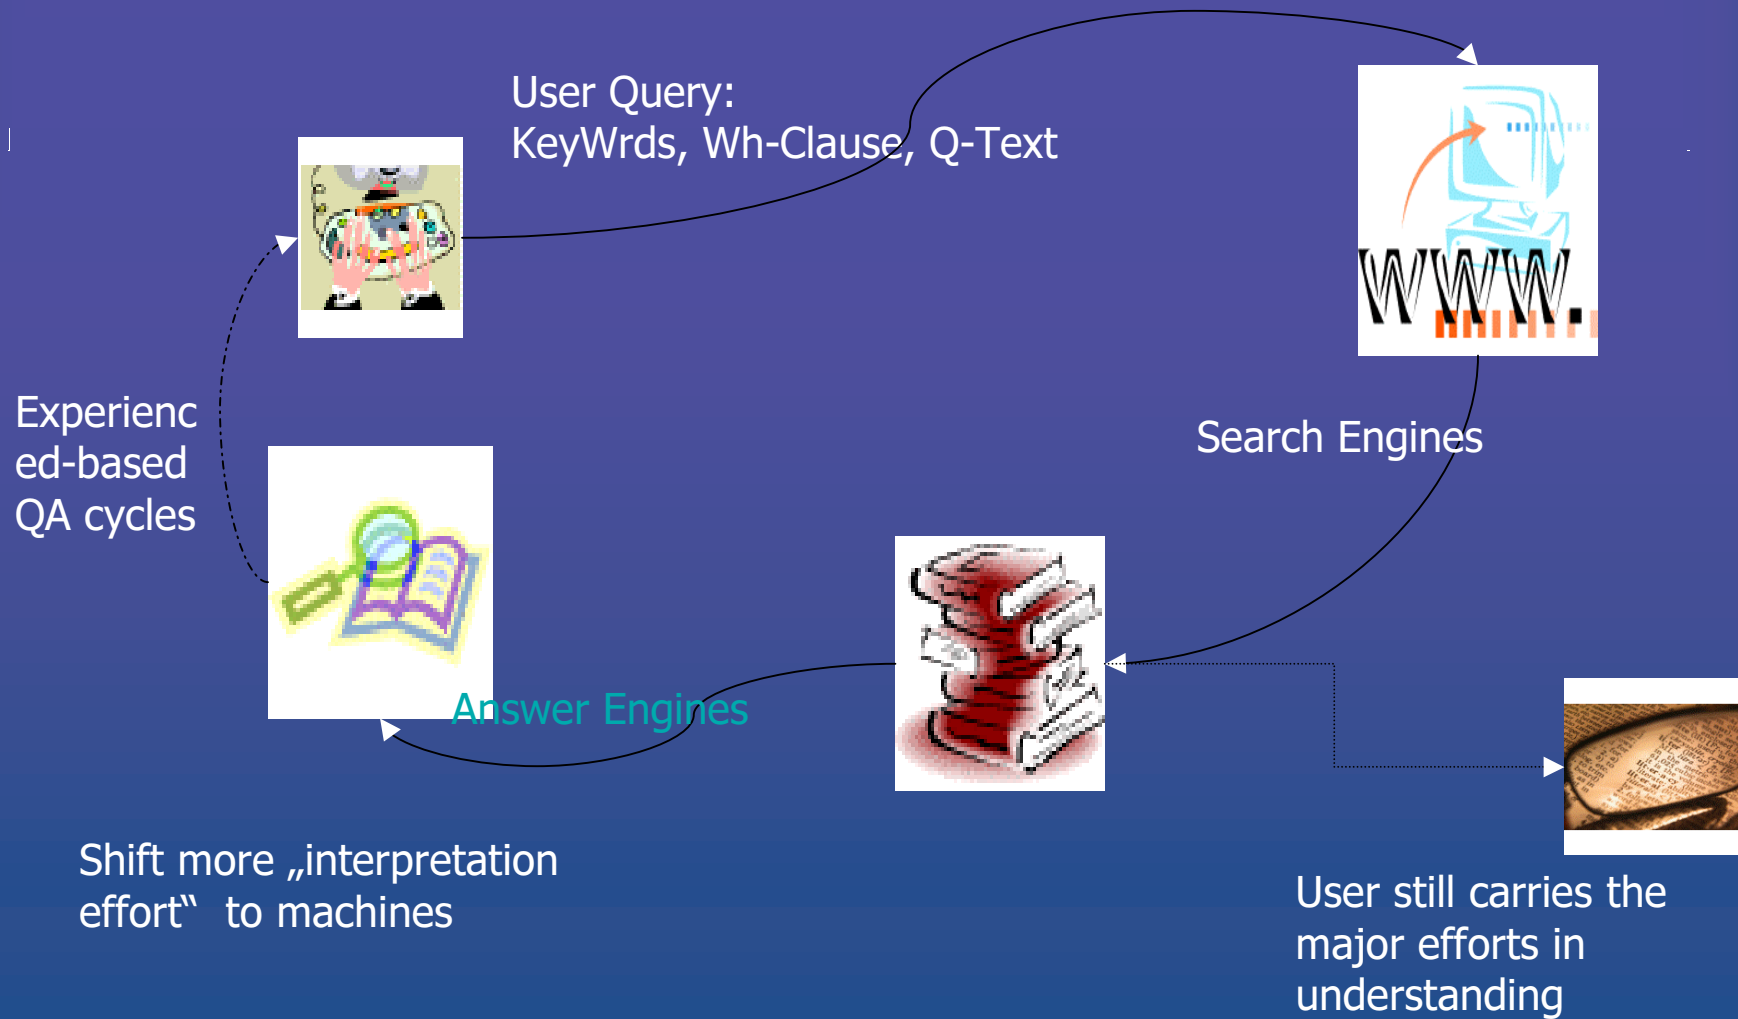 User Query:
KeyWrds, Wh-Clause, Q-Text
WWW.
Experienc
ed-based
QA cycles
Search Engines
Answer Engines
Shift more „interpretation
effort“ to machines
User still carries the
major efforts in
understanding